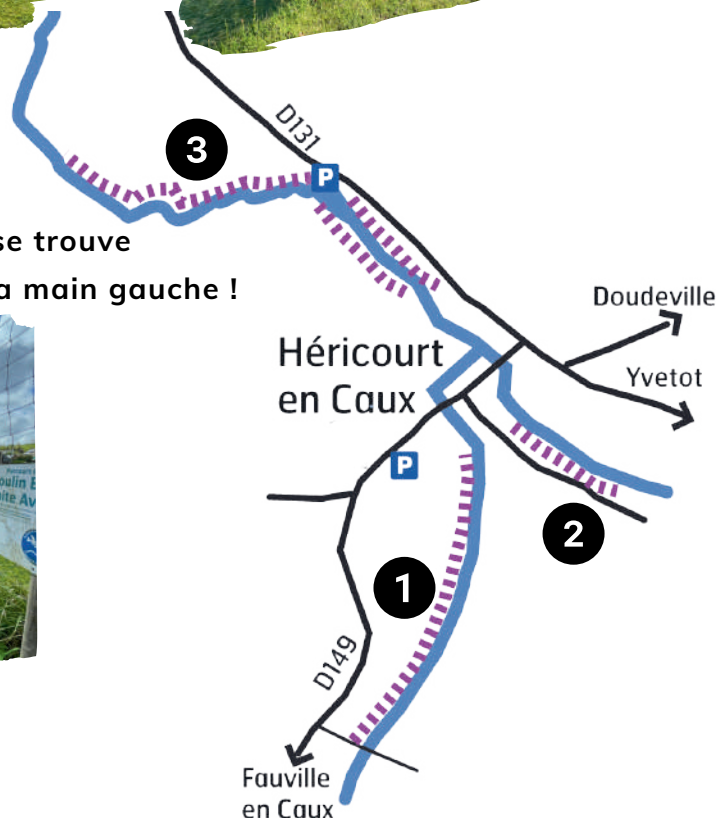 D131
3
P
se trouve
a main gauche !
Doudeville
Héricourt
en Caux
Yvetot
P
2
1
D149
Fauville
en Caux